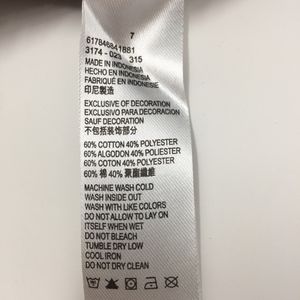 7
617846841881
3174 - 023 315
MADE IN INDONESIA
HECHO EN INDONESIA
FABRIQUÉ EN INDONESIE
印尼製造
EXCLUSIVE OF DECORATION
EXCLUSIVO PARA DECORACION
SAUF DECORATION
不包括装饰部分
60% COTTON 40% POLYESTER
60% ALGODON 40% POLIESTER
60% COTON 40% POLYESTER
60% 棉 40% 聚酯纖維
MACHINE WASH COLD
WASH INSIDE OUT
WASH WITH LIKE COLORS
DO NOT ALLOW TO LAY ON
ITSELF WHEN WET
DO NOT BLEACH
TUMBLE DRY LOW
COOL IRON
DO NOT DRY CLEAN